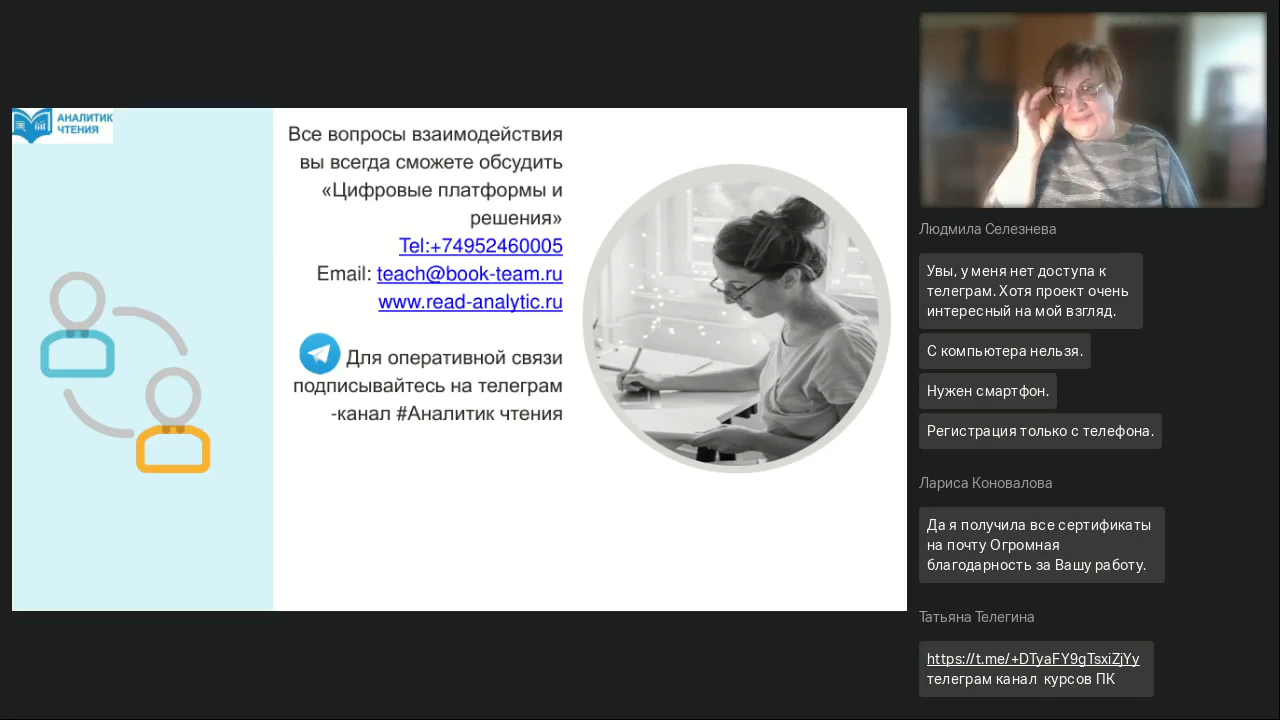 АНАЛИТИК
ЧТЕНИЯ
Все вопросы взаимодействия
вы всегда сможете обсудить
«Цифровые платформы и
решения»
Tel:+74952460005
Email: teach@book-team.ru
www.read-analytic.ru
Для оперативной связи
подписывайтесь на телеграм
-канал #Аналитик чтения
Людмила Селезнева
Увы, у меня нет доступа к
телеграм. Хотя проект очень
интересный на мой взгляд.
С компьютера нельзя.
Нужен смартфон.
Регистрация только с телефона.
Лариса Коновалова
Да я получила все сертификаты
на почту Огромная
благодарность за Вашу работу.
Татьяна Телегина
https://t.me/+DTyaFY9gTsxiZjYy
телеграм канал  курсов ПК